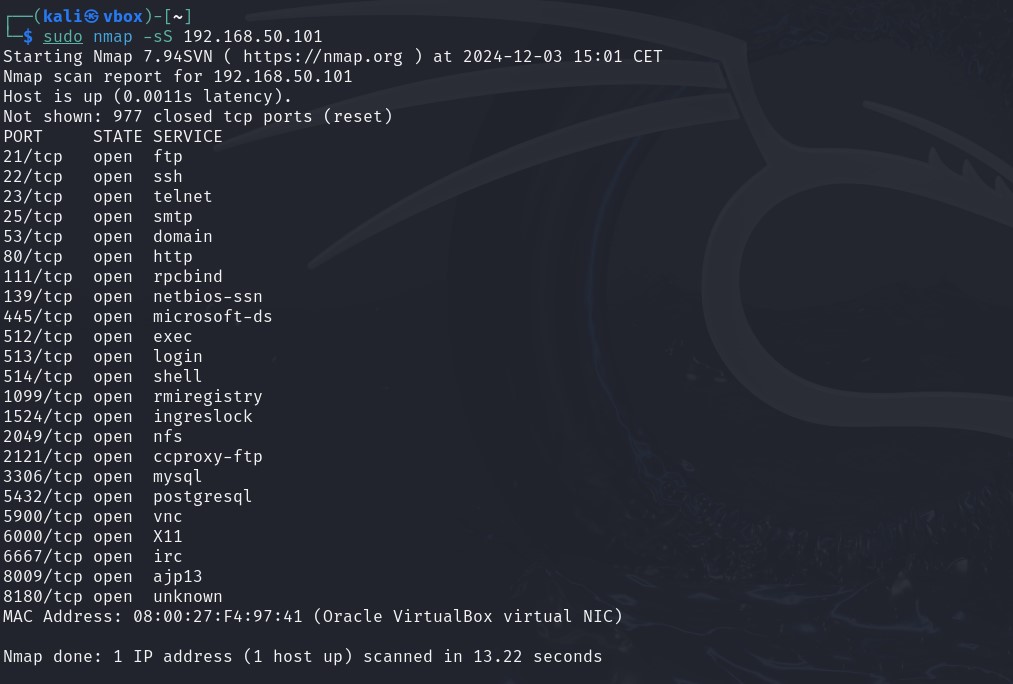 ┌──(kali㉿vbox)-[~]
└─$ sudo nmap -sS 192.168.50.101
Starting Nmap 7.94SVN ( https://nmap.org ) at 2024-12-03 15:01 CET
Nmap scan report for 192.168.50.101
Host is up (0.0011s latency).
Not shown: 977 closed tcp ports (reset)
PORT     STATE SERVICE
21/tcp   open  ftp
22/tcp   open  ssh
23/tcp   open  telnet
25/tcp   open  smtp
53/tcp   open  domain
80/tcp   open  http
111/tcp  open  rpcbind
139/tcp  open  netbios-ssn
445/tcp  open  microsoft-ds
512/tcp  open  exec
513/tcp  open  login
514/tcp  open  shell
1099/tcp open  rmiregistry
1524/tcp open  ingreslock
2049/tcp open  nfs
2121/tcp open  ccproxy-ftp
3306/tcp open  mysql
5432/tcp open  postgresql
5900/tcp open  vnc
6000/tcp open  X11
6667/tcp open  irc
8009/tcp open  ajp13
8180/tcp open  unknown
MAC Address: 08:00:27:F4:97:41 (Oracle VirtualBox virtual NIC)
Nmap done: 1 IP address (1 host up) scanned in 13.22 seconds